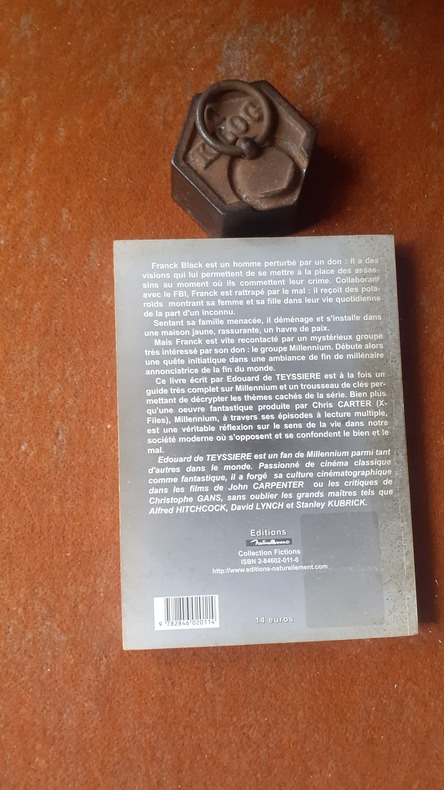 Franck Black est un homme perturbé par un don : il a des
visions qui lui permettent de se mettre à la place des assas-
sins au moment où ils commettent leur crime. Collaborant
avec le FBI, Franck est rattrapé par le mal : il reçoit des pola-
roïds montrant sa femme et sa fille dans leur vie quotidienne
de la part d'un inconnu.
Sentant sa famille menacée, il déménage et s'installe dans
une maison jaune, rassurante, un havre de paix.
Mais Franck est vite recontacté par un mystérieux groupe
très intéressé par son don : le groupe Millennium. Débute alors
une quête initiatique dans une ambiance de fin de millénaire
annonciatrice de la fin du monde.
Ce livre écrit par Edouard de TEYSSIERE est à la fois un
guide très complet sur Millennium et un trousseau de clés per-
mettant de décrypter les thèmes cachés de la série. Bien plus
qu'une oeuvre fantastique produite par Chris CARTER (X-
Files), Millennium, à travers ses épisodes à lecture multiple,
est une véritable réflexion sur le sens de la vie dans notre
société moderne où s'opposent et se confondent le bien et le
mal.
Edouard de TEYSSIERE est un fan de Millennium parmi tant
d'autres dans le monde. Passionné de cinéma classique
comme fantastique, il a forgé sa culture cinématographique
dans les films de John CARPENTER ou les critiques de
Christophe GANS, sans oublier les grands maîtres tels que
Alfred HITCHCOCK, David LYNCH et Stanley KUBRICK.
Editions
Naturellement
Collection Fictions
ISBN 2-84602-011-6
http://www.editions-naturellement.com
9 782846 020114
14 euros